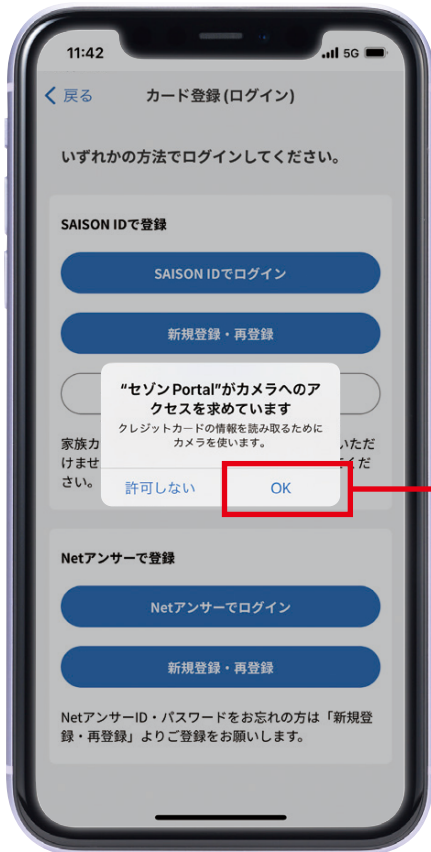 11:42
5G
戻る
カード登録(ログイン)
いずれかの方法でログインしてください。
SAISON IDで登録
SAISON IDでログイン
新規登録・再登録
"セゾン Portal"がカメラへのア
クセスを求めています
クレジットカードの情報を読み取るために
カメラを使います。
許可しない
OK
家族カ
いただ
けませ
てくだ
さい。
Netアンサーで登録
Netアンサーでログイン
新規登録・再登録
NetアンサーID・パスワードをお忘れの方は「新規登
録・再登録」よりご登録をお願いします。